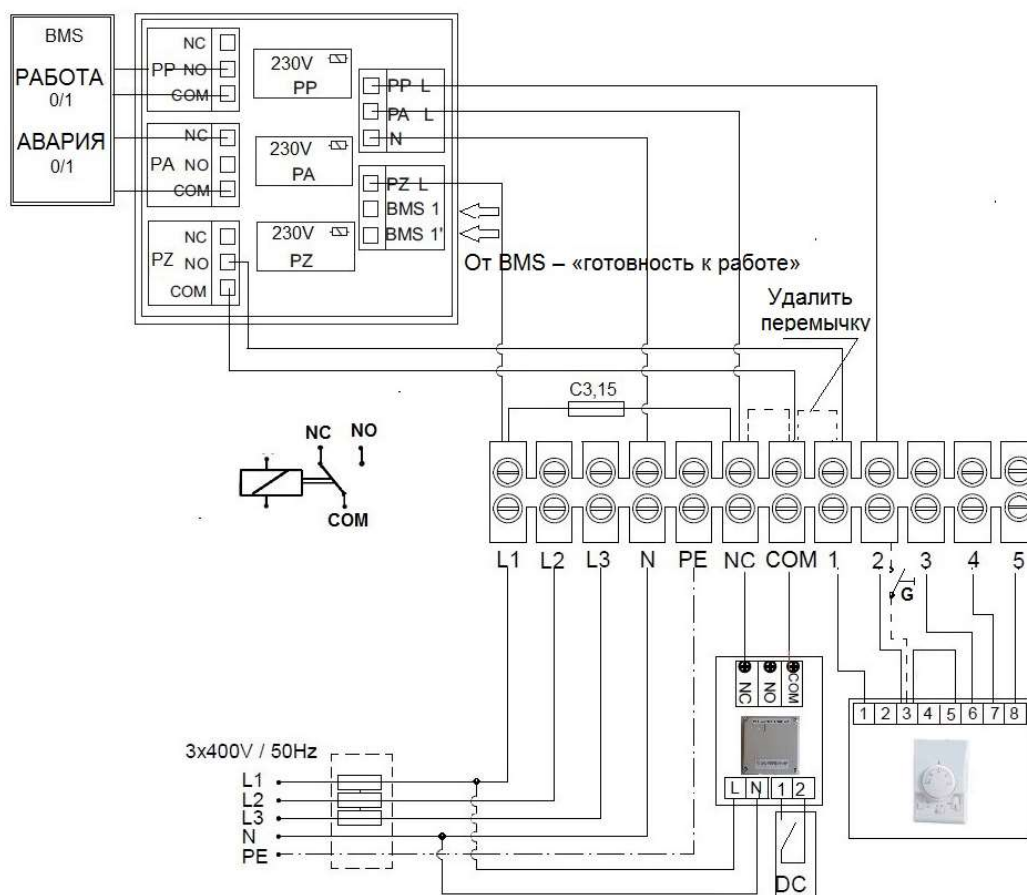 BMS
РАБОТА
0/1
АВАРИЯ
0/1
NC
PP NO
COM
NC
PA NO
COM
NC
PZ NO
COM
230V
PP
230V
PA
230V
PZ
PP L
PA L
N
PZ L
BMS 1
BMS 1'
От BMS – «готовность к работе»
Удалить
перемычку
C3,15
NC NO
COM
L1 L2 L3 N PE NC COM 1 2 3 4 5
G
NC NO COM
L N 1 2
DC
1 2 3 4 5 6 7 8
3x400V / 50Hz
L1
L2
L3
N
PE